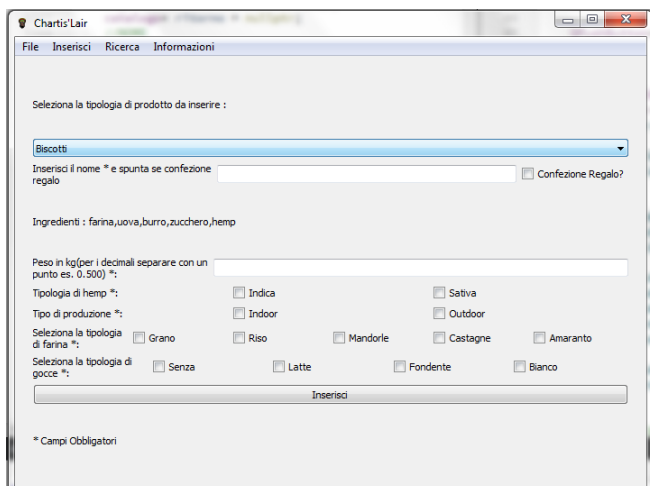 Chartis'Lair
File Inserisci Ricerca Informazioni
Seleziona la tipologia di prodotto da inserire :
Biscotti
Inserisci il nome * e spunta se confezione
regalo
Confezione Regalo?
Ingredienti : farina,uova,burro,zucchero,hemp
Peso in kg(per i decimali separare con un
punto es. 0.500) *:
Tipologia di hemp *: Indica Sativa
Tipo di produzione *: Indoor Outdoor
Seleziona la tipologia
di farina *:
Grano Riso Mandorle Castagne Amaranto
Seleziona la tipologia di
gocce *:
Senza Latte Fondente Bianco
Inserisci
* Campi Obbligatori